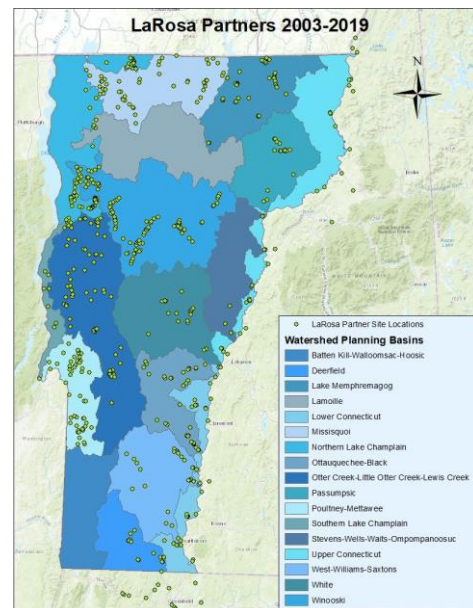 LaRosa Partners 2003-2019
N
LaRosa Partner Site Locations
Watershed Planning Basins
Batten Kill-Walloomsac-Hoosic
Deerfield
Lake Memphremagog
Lamoille
Lower Connecticut
Missisquoi
Northern Lake Champlain
Ottauquechee-Black
Otter Creek-Little Otter Creek-Lewis Creek
Passumpsic
Poultney-Mettawee
Southern Lake Champlain
Stevens-Wells-Waits-Ompompanoosuc
Upper Connecticut
West-Williams-Saxtons
White
Winooski